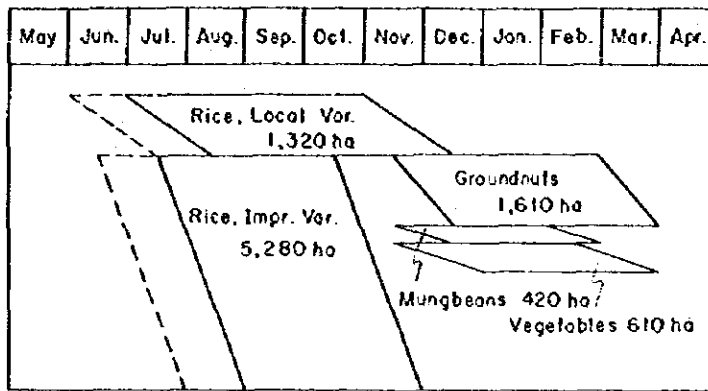 May Jun. Jul. Aug. Sep. Oct. Nov. Dec. Jan. Feb. Mar. Apr.
Rice, Local Var.
1,320 ha
Groundnuts
1,610 ha
Rice, Impr. Var.
5,280 ha
Mungbeans 420 ha
Vegetables 610 ha